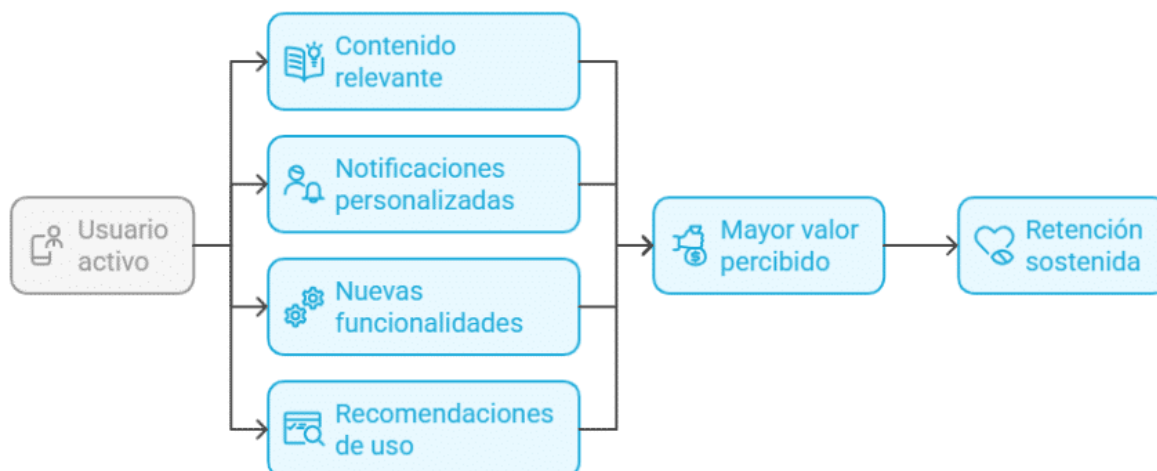 Contenido
relevante
Notificaciones
personalizadas
Usuario
activo
Mayor valor
percibido
Retención
sostenida
Nuevas
funcionalidades
Recomendaciones
de uso